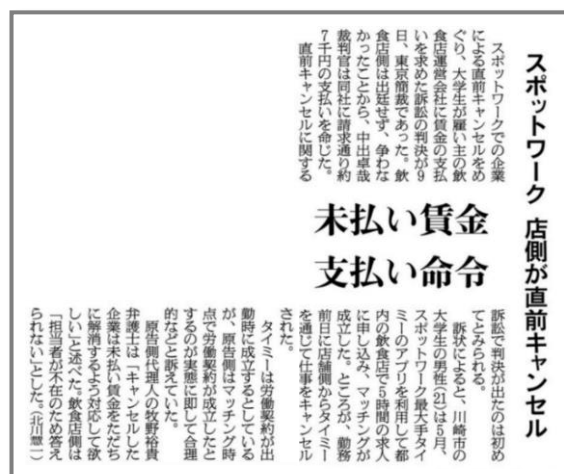 スポットワーク 店側が直前キャンセル
未払い賃金
支払い命令
スポットワークでの企業
による直前キャンセルをめ
ぐり、大学生が雇い主の飲
食店運営会社に賃金の支払
いを求めた訴訟の判決が9
日、東京簡裁であった。飲
食店側は出廷せず、争わな
かったことから、中出卓哉
裁判官は同社に請求通り約
7千円の支払いを命じた。
直前キャンセルに関する
訴訟で判決が出たのは初め
てとみられる。
訴状によると、川崎市の
大学生の男性(21)は5月、
スポットワーク最大手タイ
ミーのアプリを利用して都
内の飲食店で5時間の求人
に申し込み、マッチングが
成立した。ところが、勤務
前日に店舗側からタイミー
を通じて仕事をキャンセル
された。
タイミーは労働契約が出
勤時に成立するとしている
が、原告側はマッチング時
点で労働契約が成立したと
するのが実態に即して合理
的などと訴えていた。
原告側代理人の牧野裕貴
弁護士は「キャンセルした
企業は未払い賃金をただち
に解消するよう対応して欲
しい」と述べた。飲食店側は
「担当者が不在のため答え
られない」とした。(北川慧一)